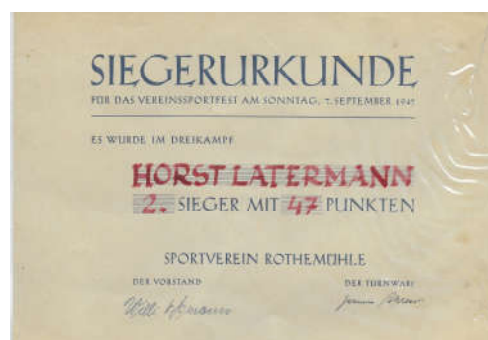 SIEGERURKUNDE
FÜR DAS VEREINSSPORTFEST AM SONNTAG, 7. SEPTEMBER 1947
ES WURDE IM DREIKAMPF
HORST LATERMANN
2. SIEGER MIT 47 PUNKTEN
SPORTVEREIN ROTHEMÜHLE
DER VORSTAND DER TURNWART
Willi